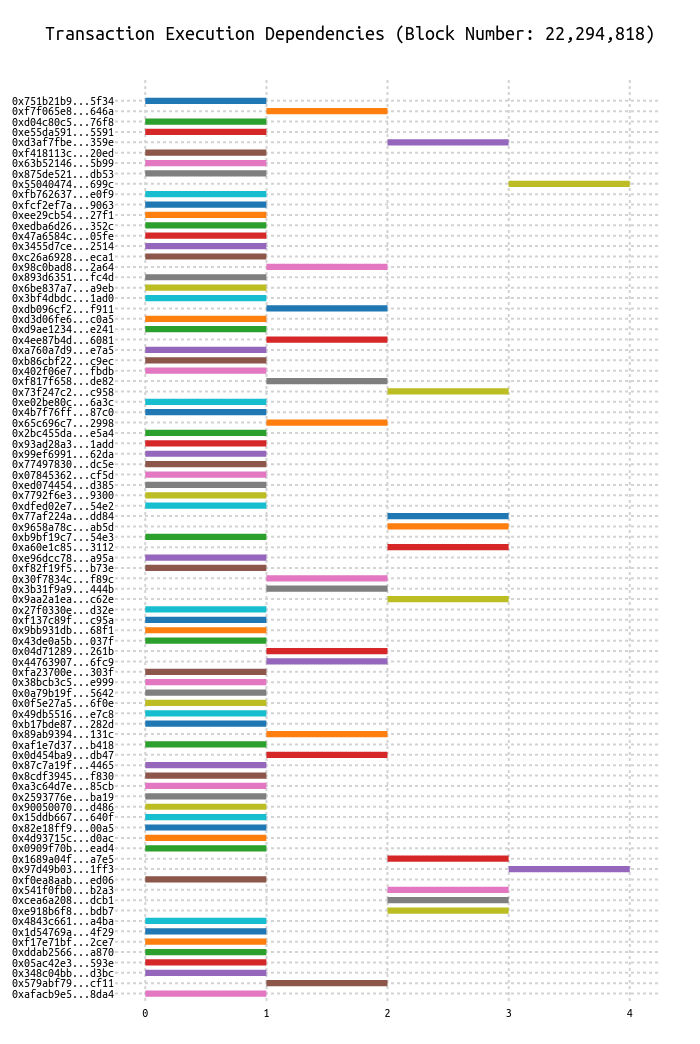 Transaction Execution Dependencies (Block Number: 22,294,818)
0x751b21b9...5f34
0xf7f065e8...646a
0xd04c80c5...76f8
0xe55da591...5591
0xd3af7fbe...359e
0xf418113c...20ed
0x63b52146...5b99
0x875de521...db53
0x55040474...699c
0xfb762637...e0f9
0xfcf2ef7a...9063
0xee29cb54...27f1
0xedba6d26...352c
0x47a6584c...05fe
0x3455d7ce...2514
0xc26a6928...eca1
0x98c0bad8...2a64
0x893d6351...fc4d
0x6be837a7...a9eb
0x3bf4dbdc...1ad0
0xdb096cf2...f911
0xd3d06fe6...c0a5
0xd9ae1234...e241
0x4ee87b4d...6081
0xa760a7d9...e7a5
0xb86cbf22...c9ec
0x402f06e7...fbdb
0xf817f658...de82
0x73f247c2...c958
0xe02be80c...6a3c
0x4b7f76ff...87c0
0x65c696c7...2998
0x2bc455da...e5a4
0x93ad28a3...1add
0x99ef6991...62da
0x77497830...dc5e
0x07845362...cf5d
0xed074454...d385
0x7792f6e3...9300
0xdfed02e7...54e2
0x77af224a...dd84
0x9658a78c...ab5d
0xb9bf19c7...54e3
0xa60e1c85...3112
0xe96dcc78...a95a
0xf82f19f5...b73e
0x30f7834c...f89c
0x3b31f9a9...444b
0x9aa2a1ea...c62e
0x27f0330e...d32e
0xf137c89f...c95a
0x9bb931db...68f1
0x43de0a5b...037f
0x04d71289...261b
0x44763907...6fc9
0xfa23700e...303f
0x38bcb3c5...e999
0x0a79b19f...5642
0x0f5e27a5...6f0e
0x49db5516...e7c8
0xb17bde87...282d
0x89ab9394...131c
0xaf1e7d37...b418
0x0d454ba9...db47
0x87c7a19f...4465
0x8cdf3945...f830
0xa3c64d7e...85cb
0x2593776e...ba19
0x90050070...d486
0x15ddb667...640f
0x82e18ff9...00a5
0x4d93715c...d0ac
0x0909f70b...ead4
0x1689a04f...a7e5
0x97d49b03...1ff3
0xf0ea8aab...ed06
0x541f0fb0...b2a3
0xcea6a208...dcb1
0xe918b6f8...bdb7
0x4843c661...a4ba
0x1d54769a...4f29
0xf17e71bf...2ce7
0xddab2566...a870
0x05ac42e3...593e
0x348c04bb...d3bc
0x579abf79...cf11
0xafacb9e5...8da4
0 1 2 3 4